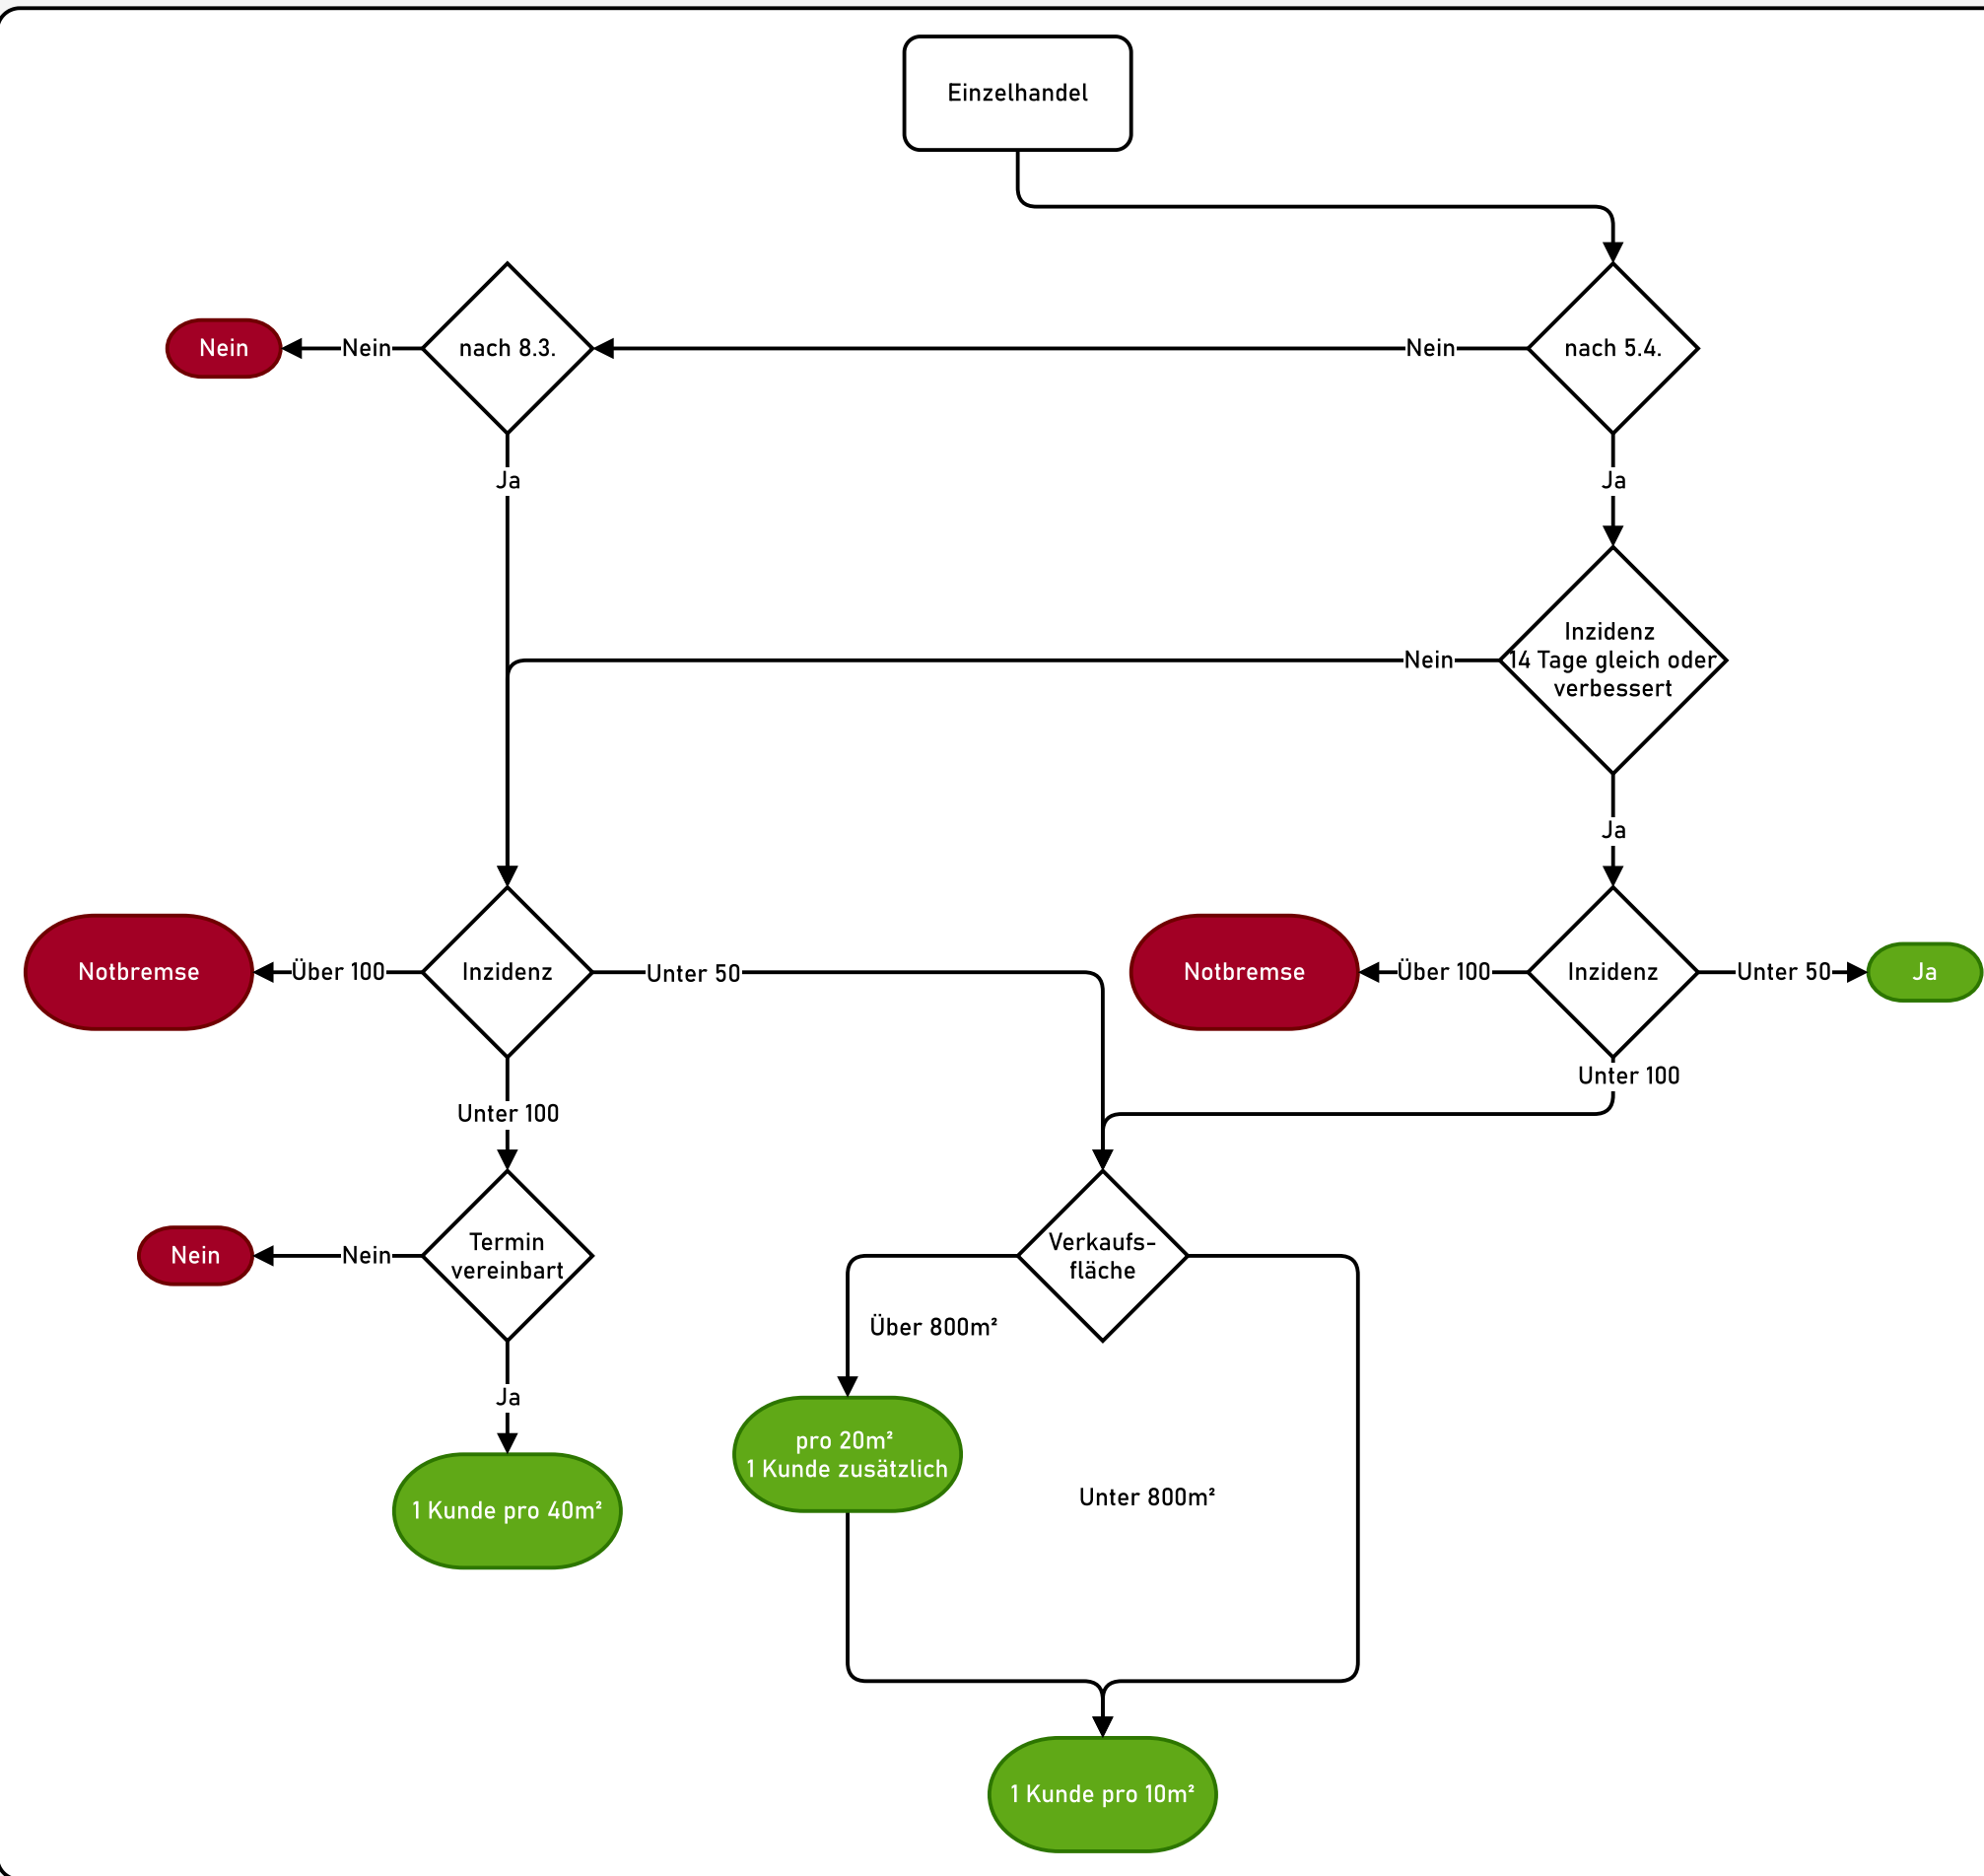 Einzelhandel
Nein
Nein
nach 8.3.
Nein
nach 5.4.
Ja
Ja
Inzidenz
Nein
14 Tage gleich oder
verbessert
Ja
Notbremse
Über 100
Inzidenz
Unter 50
Notbremse
Über 100
Inzidenz
Unter 50
Ja
Unter 100
Unter 100
Nein
Nein
Termin
vereinbart
Verkaufs-
fläche
Über 800m²
Ja
pro 20m²
1 Kunde zusätzlich
Unter 800m²
1 Kunde pro 40m²
1 Kunde pro 10m²